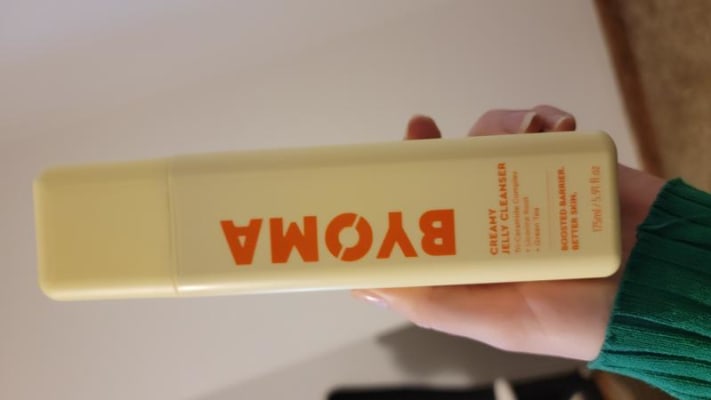 BYOMA
CREAMY
JELLY CLEANSER
Tri-Ceramide Complex
+ Licorice Root
+ Green Tea
BOOSTED BARRIER.
BETTER SKIN.
175ml / 5.91 fl oz